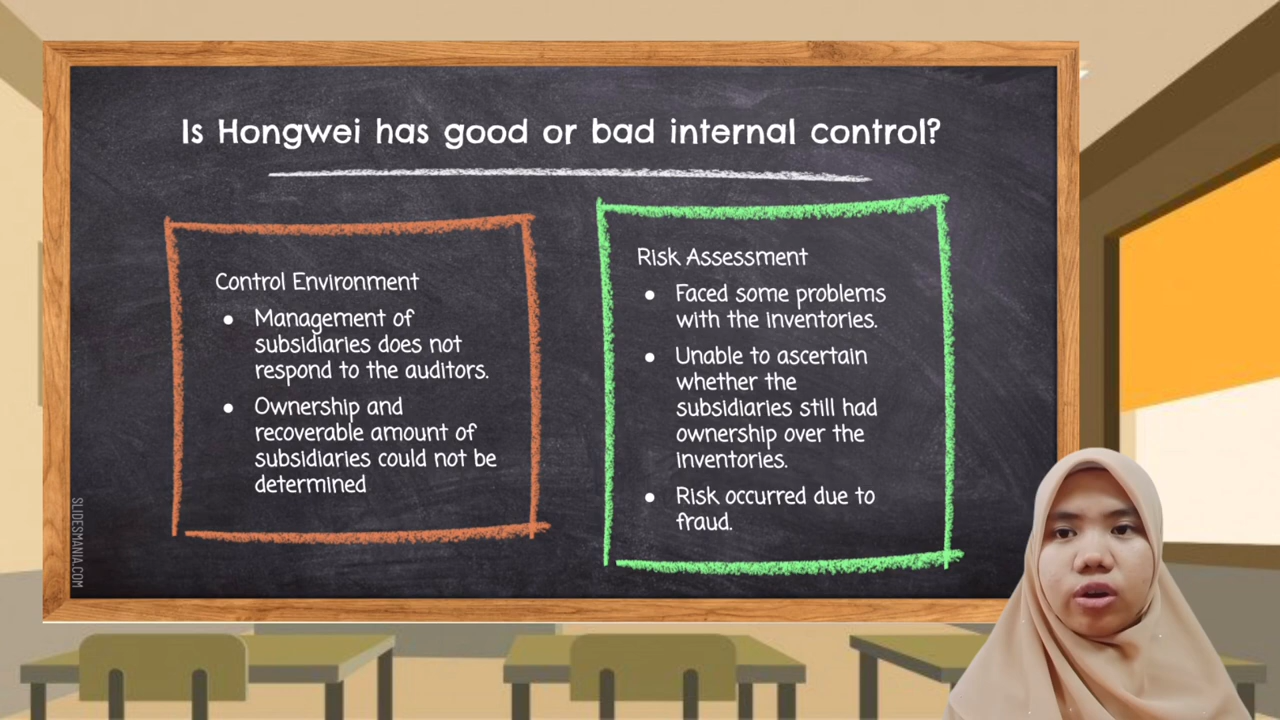 Is Hongwei has good or bad internal control?
Control Environment
● Management of
subsidiaries does not
respond to the auditors.
● Ownership and
recoverable amount of
subsidiaries could not be
determined
Risk Assessment
● Faced some problems
with the inventories.
● Unable to ascertain
whether the
subsidiaries still had
ownership over the
inventories.
● Risk occurred due to
fraud.
SLIDESMANIA.COM